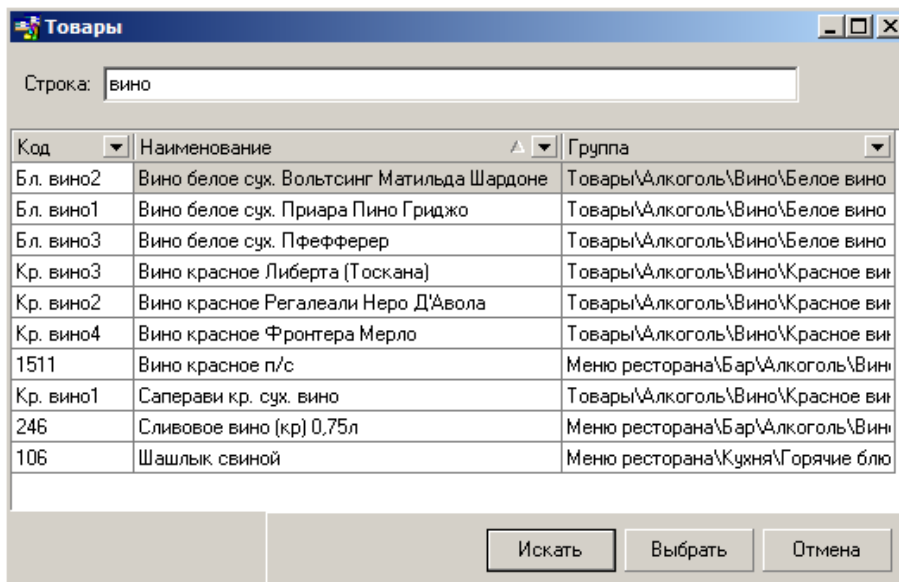 Товары
Строка: вино
Код Наименование Группа
Бл. вино2 Вино белое сух. Вольтсинг Матильда Шардоне Товары\Алкоголь\Вино\Белое вино
Бл. вино1 Вино белое сух. Приара Пино Гриджо Товары\Алкоголь\Вино\Белое вино
Бл. вино3 Вино белое сух. Пфефферер Товары\Алкоголь\Вино\Белое вино
Кр. вино3 Вино красное Либерта (Тоскана) Товары\Алкоголь\Вино\Красное вин
Кр. вино2 Вино красное Регалеали Неро Д'Авола Товары\Алкоголь\Вино\Красное вин
Кр. вино4 Вино красное Фронтера Мерло Товары\Алкоголь\Вино\Красное вин
1511 Вино красное п/с Меню ресторана\Бар\Алкоголь\Вин
Кр. вино1 Саперави кр. сух. вино Товары\Алкоголь\Вино\Красное вин
246 Сливовое вино (кр) 0,75л Меню ресторана\Бар\Алкоголь\Вин
106 Шашлык свиной Меню ресторана\Кухня\Горячие блю
Искать Выбрать Отмена